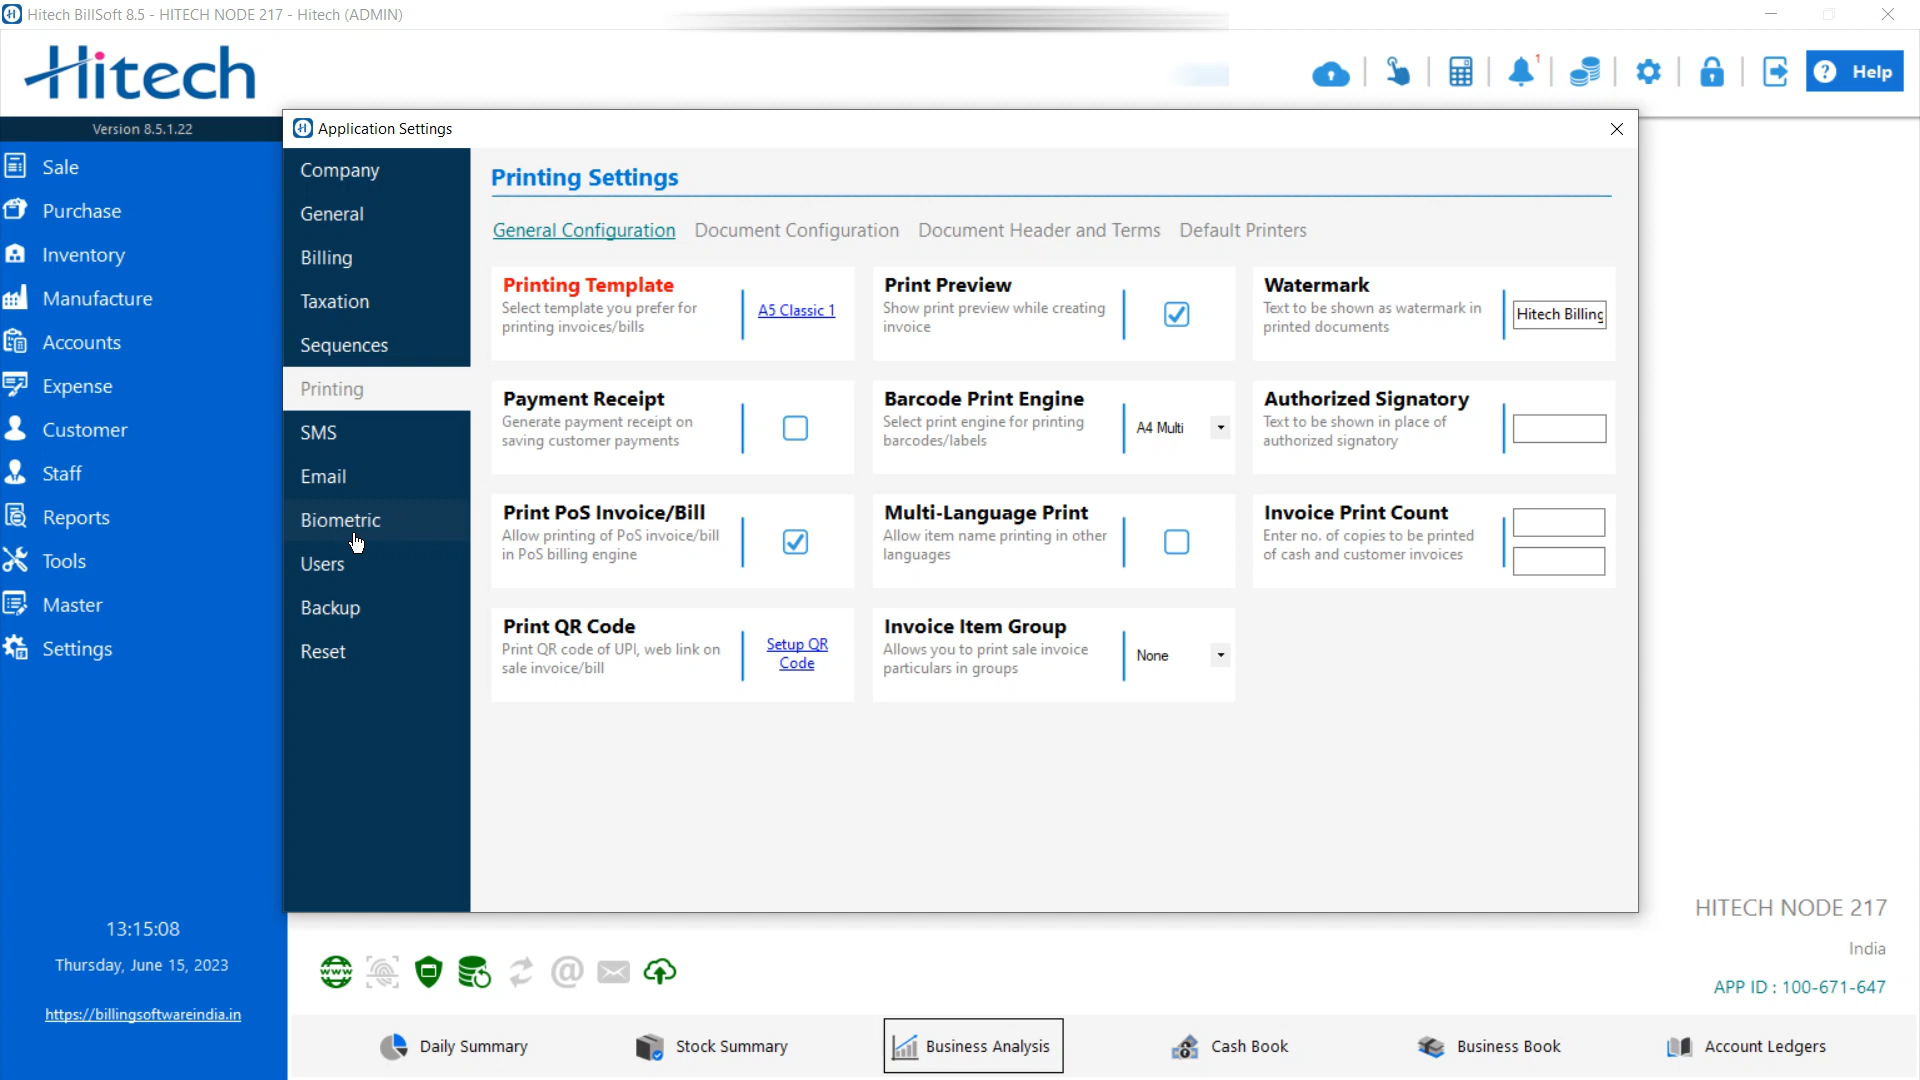 Hitech BillSoft 8.5 - HITECH NODE 217 - Hitech (ADMIN)
Hitech
1
Help
Version 8.5.1.22
Sale
Purchase
Inventory
Manufacture
Accounts
Expense
Customer
Staff
Reports
Tools
Master
Settings
13:15:08
Thursday, June 15, 2023
https://billingsoftwareindia.in
Application Settings
Company
General
Billing
Taxation
Sequences
Printing
SMS
Email
Biometric
Users
Backup
Reset
Printing Settings
General Configuration Document Configuration Document Header and Terms Default Printers
Printing Template
Select template you prefer for
printing invoices/bills
A5 Classic 1
Print Preview
Show print preview while creating
invoice
Watermark
Text to be shown as watermark in
printed documents
Hitech Billing
Payment Receipt
Generate payment receipt on
saving customer payments
Barcode Print Engine
Select print engine for printing
barcodes/labels
A4 Multi
Authorized Signatory
Text to be shown in place of
authorized signatory
Print PoS Invoice/Bill
Allow printing of PoS invoice/bill
in PoS billing engine
Multi-Language Print
Allow item name printing in other
languages
Invoice Print Count
Enter no. of copies to be printed
of cash and customer invoices
Print QR Code
Print QR code of UPI, web link on
sale invoice/bill
Setup QR
Code
Invoice Item Group
Allows you to print sale invoice
particulars in groups
None
HITECH NODE 217
India
APP ID : 100-671-647
www
Daily Summary
Stock Summary
Business Analysis
Cash Book
Business Book
Account Ledgers